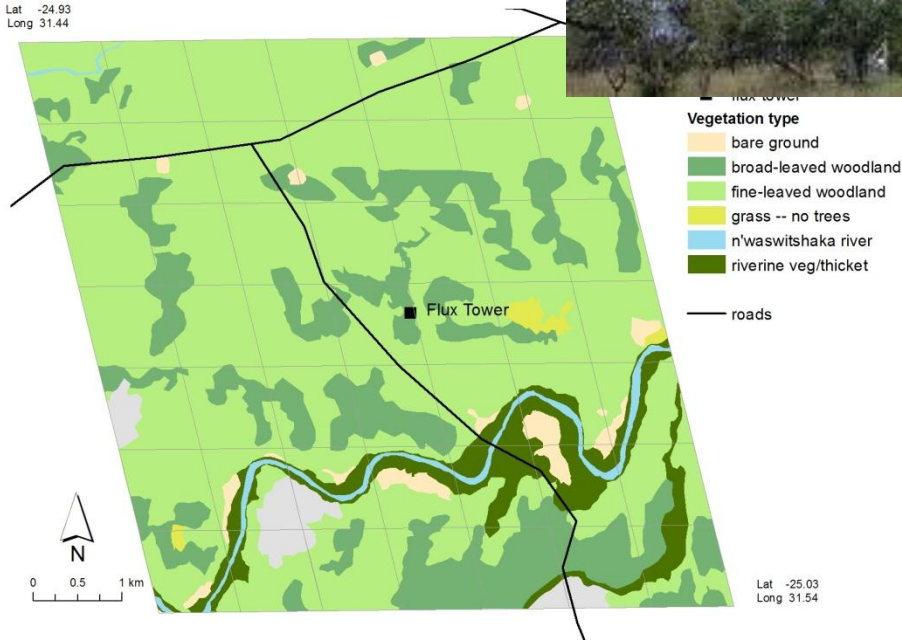 Lat -24.93
Long 31.44
flux tower
Vegetation type
bare ground
broad-leaved woodland
fine-leaved woodland
grass -- no trees
n'waswitshaka river
riverine veg/thicket
roads
Flux Tower
N
0 0.5 1 km
Lat -25.03
Long 31.54